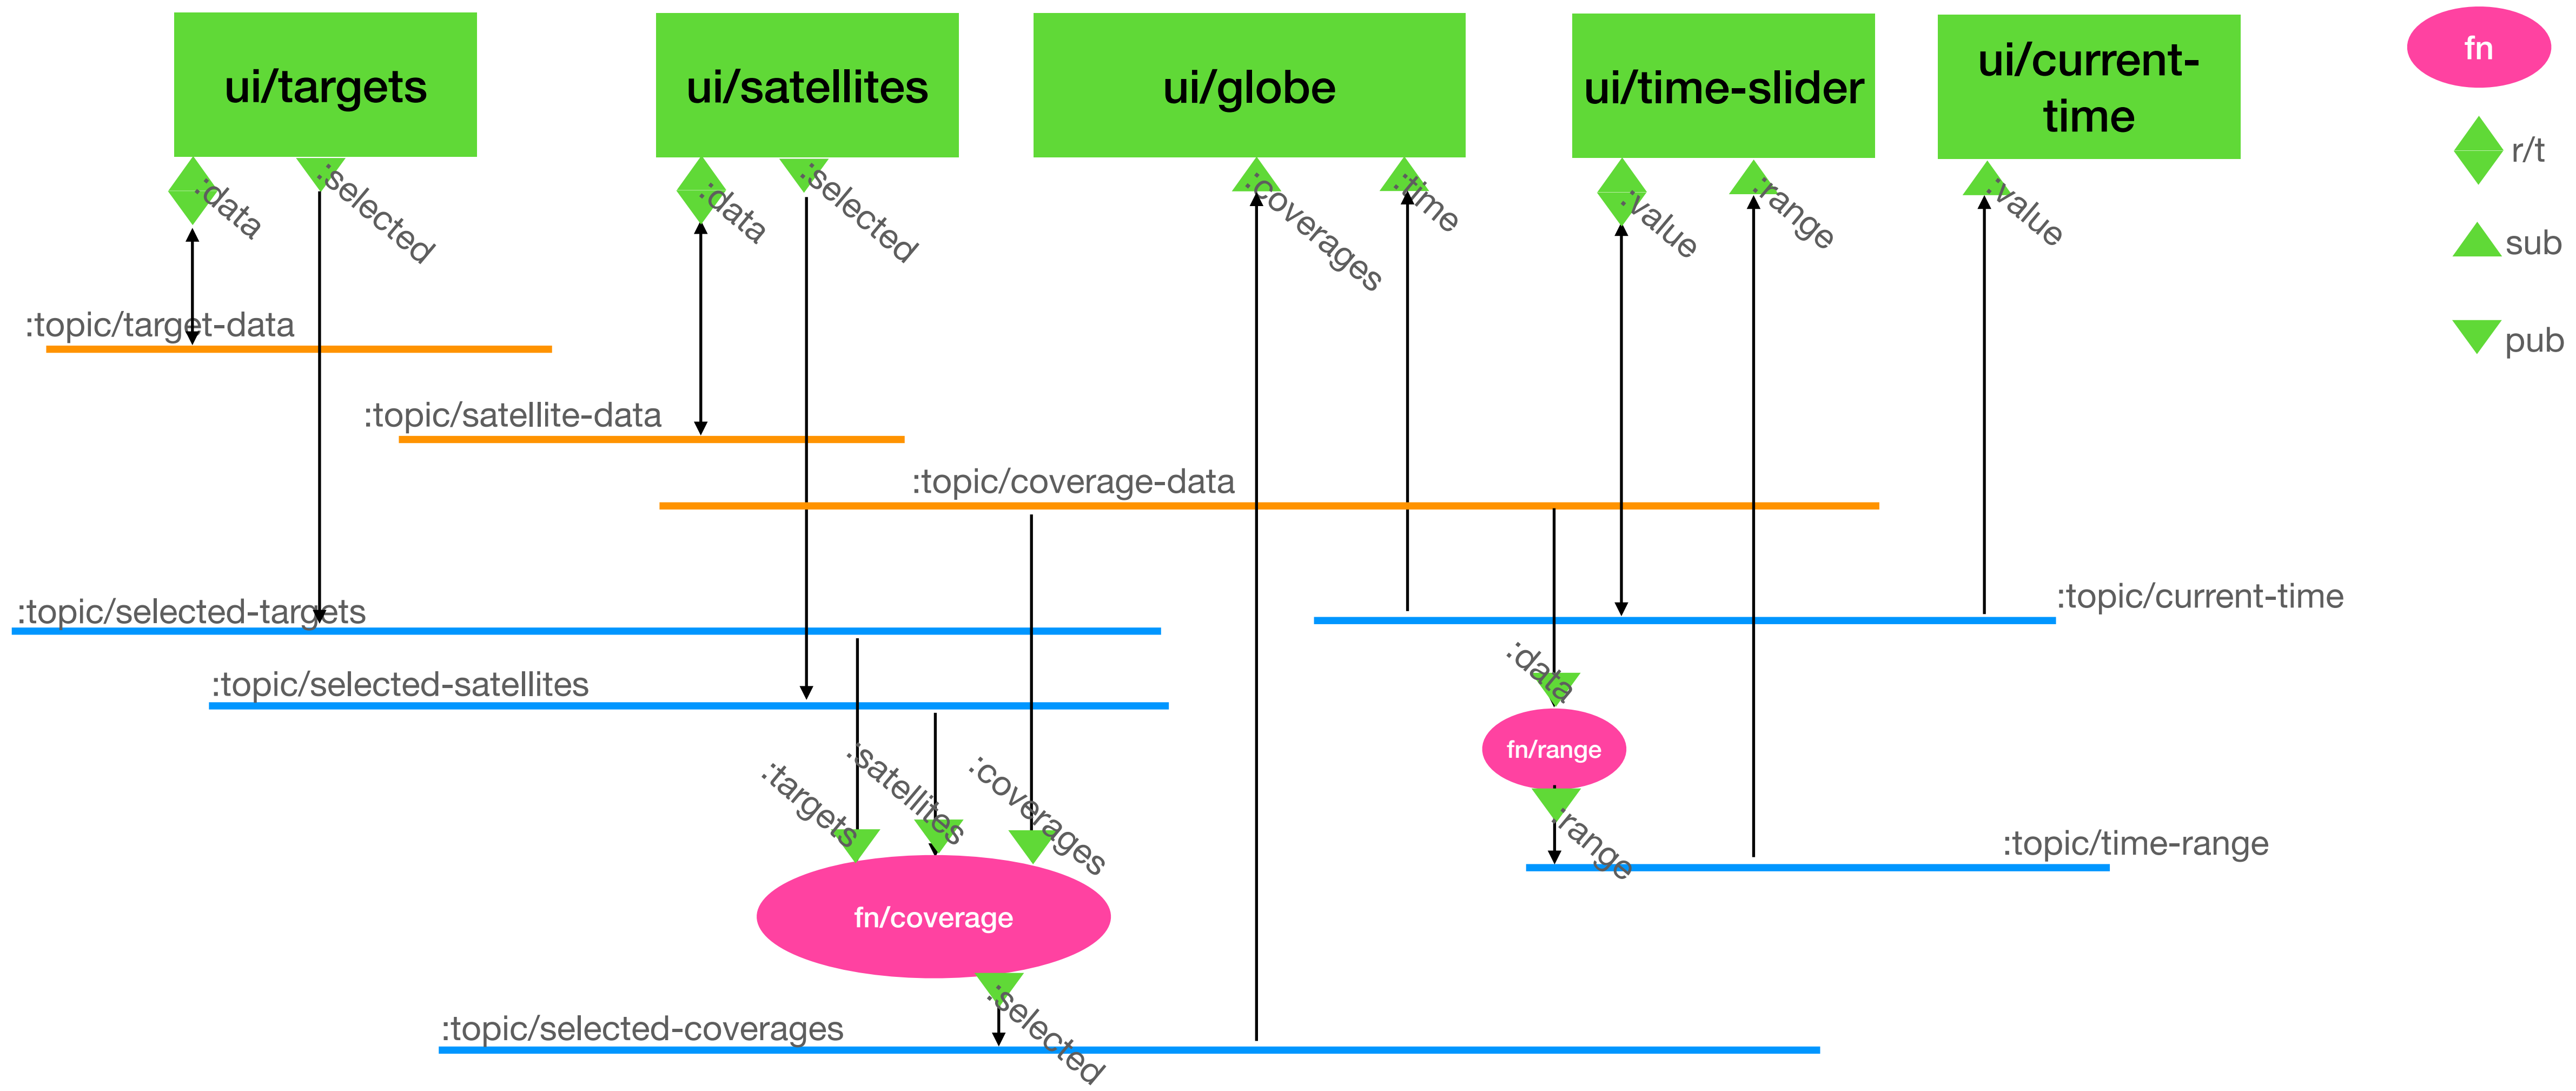 ui/targets
ui/satellites
ui/globe
ui/time-slider
ui/current-
time
fn
r/t
sub
pub
:data
:selected
:data
:selected
:coverages
:time
:value
:range
:value
:topic/target-data
:topic/satellite-data
:topic/coverage-data
:topic/selected-targets
:topic/current-time
:topic/selected-satellites
:data
:targets
:satellites
:coverages
fn/range
:range
:topic/time-range
fn/coverage
:selected
:topic/selected-coverages